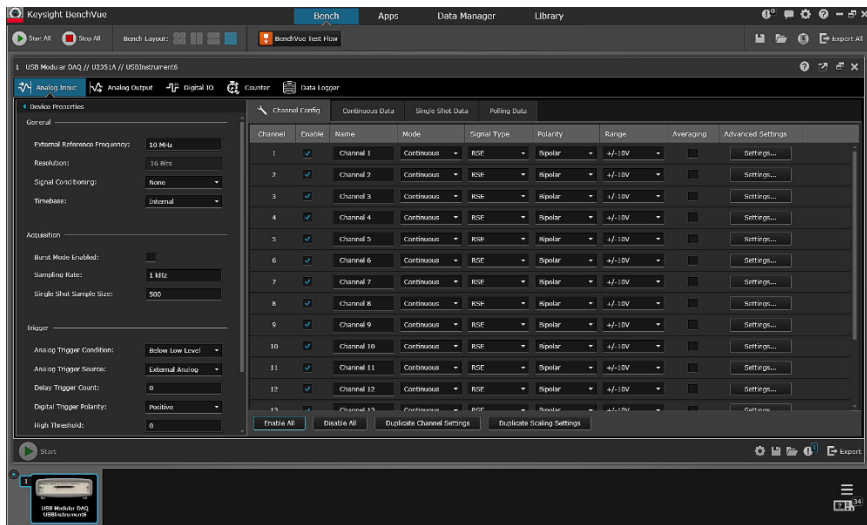 Keysight BenchVue
Bench Apps Data Manager Library
Start All Stop All Bench Layout: BenchVue Test Flow Export All
1 USB Modular DAQ // U2351A // USBInstrument6
Analog Input Analog Output Digital IO Counter Data Logger
Device Properties
General
External Reference Frequency: 10 MHz
Resolution: 16 Bits
Signal Conditioning: None
Timebase: Internal
Acquisition
Burst Mode Enabled:
Sampling Rate: 1 kHz
Single Shot Sample Size: 500
Trigger
Analog Trigger Condition: Below Low Level
Analog Trigger Source: External Analog
Delay Trigger Count: 0
Digital Trigger Polarity: Positive
High Threshold: 0
Channel Config Continuous Data Single Shot Data Polling Data
Channel Enable Name Mode Signal Type Polarity Range Averaging Advanced Settings
1 Channel 1 Continuous RSE Bipolar +/-10V Settings...
2 Channel 2 Continuous RSE Bipolar +/-10V Settings...
3 Channel 3 Continuous RSE Bipolar +/-10V Settings...
4 Channel 4 Continuous RSE Bipolar +/-10V Settings...
5 Channel 5 Continuous RSE Bipolar +/-10V Settings...
6 Channel 6 Continuous RSE Bipolar +/-10V Settings...
7 Channel 7 Continuous RSE Bipolar +/-10V Settings...
8 Channel 8 Continuous RSE Bipolar +/-10V Settings...
9 Channel 9 Continuous RSE Bipolar +/-10V Settings...
10 Channel 10 Continuous RSE Bipolar +/-10V Settings...
11 Channel 11 Continuous RSE Bipolar +/-10V Settings...
12 Channel 12 Continuous RSE Bipolar +/-10V Settings...
13 Channel 13 Continuous RSE Bipolar +/-10V Settings...
Enable All Disable All Duplicate Channel Settings Duplicate Scaling Settings
Start Export
1
USB Modular DAQ
USBInstrument6
34